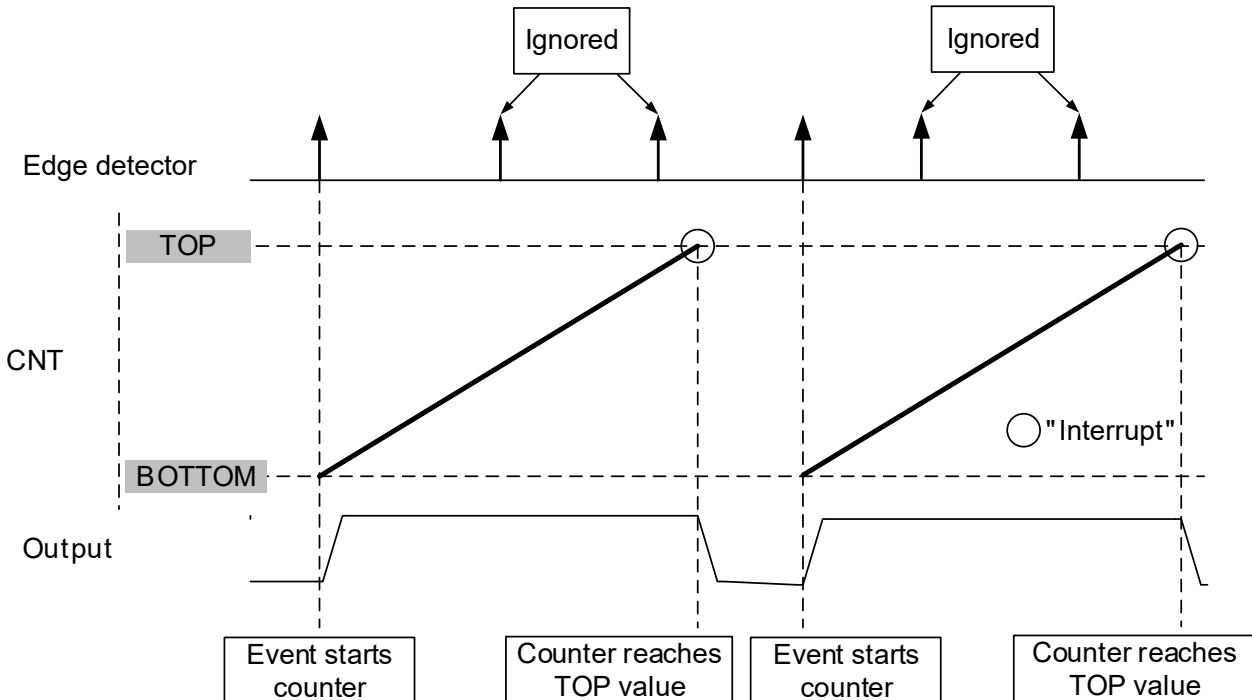 Ignored
Ignored
Edge detector
TOP
CNT
"Interrupt"
BOTTOM
Output
Event starts
counter
Counter reaches
TOP value
Event starts
counter
Counter reaches
TOP value